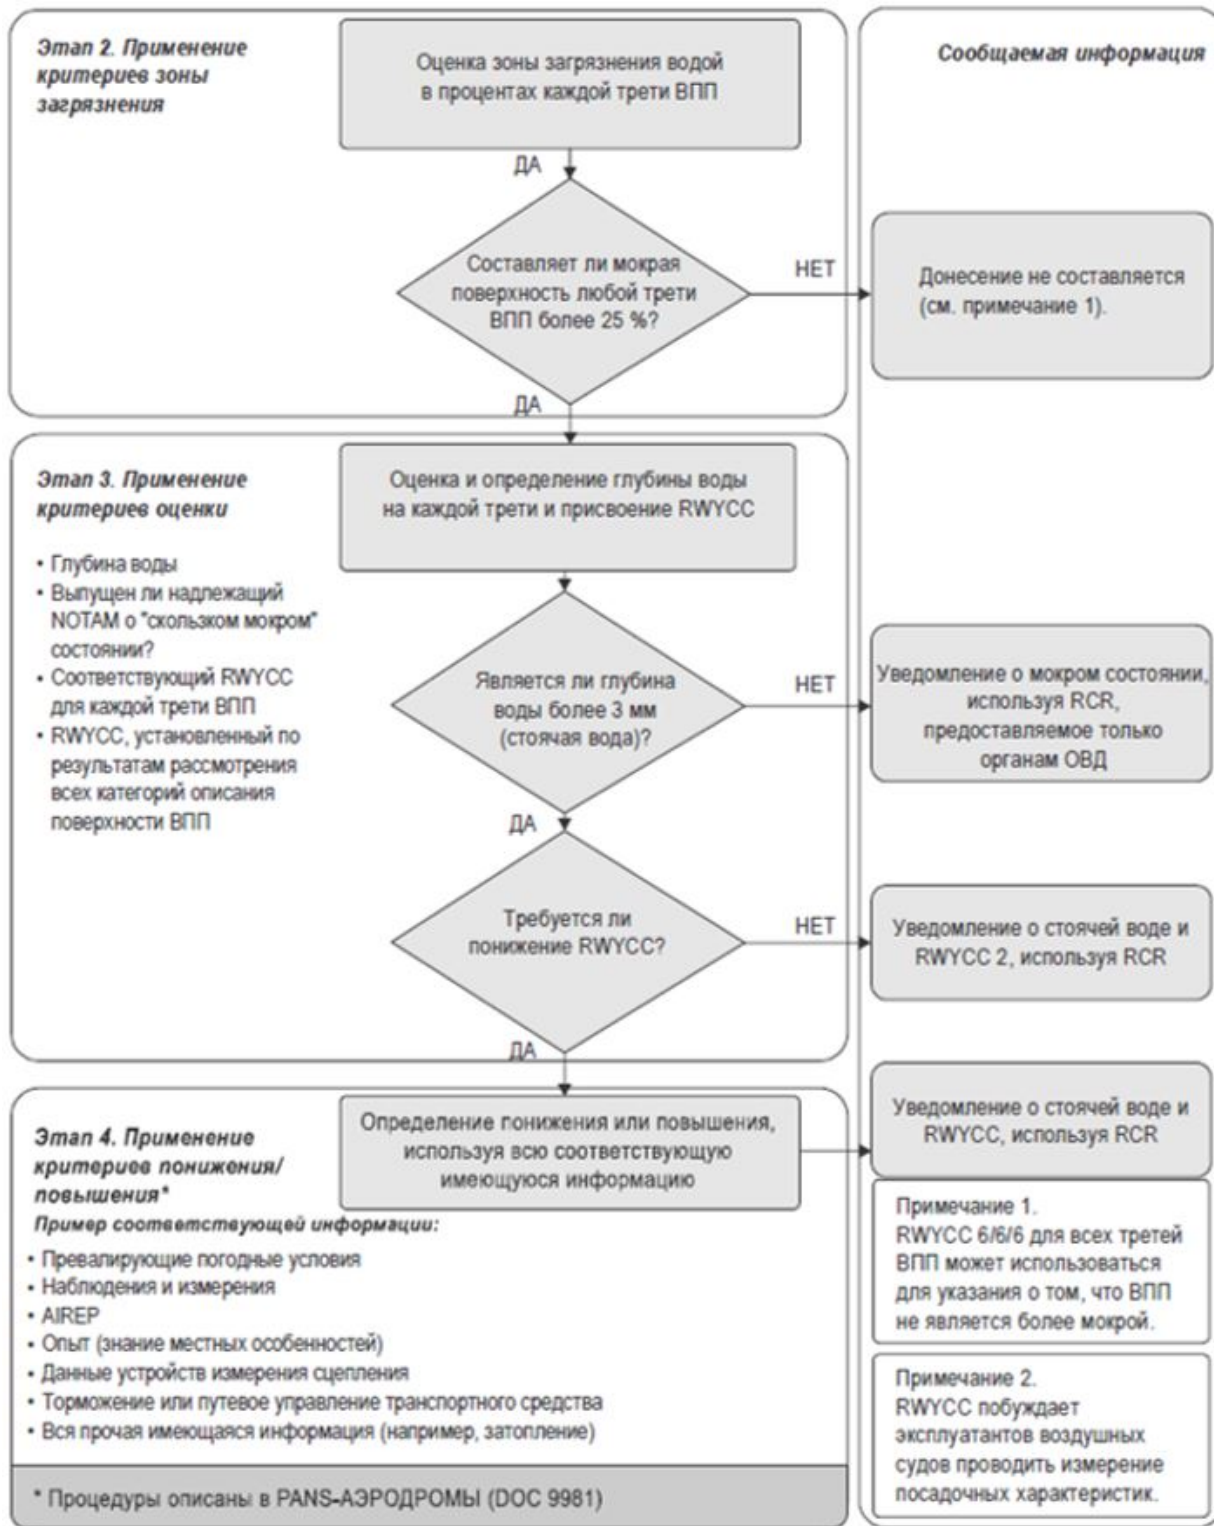 Этап 2. Применение
критериев зоны
загрязнения
Оценка зоны загрязнения водой
в процентах каждой трети ВПП
Сообщаемая информация
ДА
Составляет ли мокрая
поверхность любой трети
ВПП более 25 %?
НЕТ
Донесение не составляется
(см. примечание 1).
ДА
Этап 3. Применение
критериев оценки
Оценка и определение глубины воды
на каждой трети и присвоение RWYCC
• Глубина воды
• Выпущен ли надлежащий
NOTAM о "скользком мокром"
состоянии?
• Соответствующий RWYCC
для каждой трети ВПП
• RWYCC, установленный по
результатам рассмотрения
всех категорий описания
поверхности ВПП
Является ли глубина
воды более 3 мм
(стоячая вода)?
НЕТ
Уведомление о мокром состоянии,
используя RCR,
предоставляемое только
органам ОВД
ДА
Требуется ли
понижение RWYCC?
НЕТ
Уведомление о стоячей воде и
RWYCC 2, используя RCR
ДА
Этап 4. Применение
критериев понижения/
повышения*
Определение понижения или повышения,
используя всю соответствующую
имеющуюся информацию
Уведомление о стоячей воде и
RWYCC, используя RCR
Пример соответствующей информации:
• Превалирующие погодные условия
• Наблюдения и измерения
• AIREP
• Опыт (знание местных особенностей)
• Данные устройств измерения сцепления
• Торможение или путевое управление транспортного средства
• Вся прочая имеющаяся информация (например, затопление)
Примечание 1.
RWYCC 6/6/6 для всех третей
ВПП может использоваться
для указания о том, что ВПП
не является более мокрой.
Примечание 2.
RWYCC побуждает
эксплуатантов воздушных
судов проводить измерение
посадочных характеристик.
* Процедуры описаны в PANS-АЭРОДРОМЫ (DOC 9981)